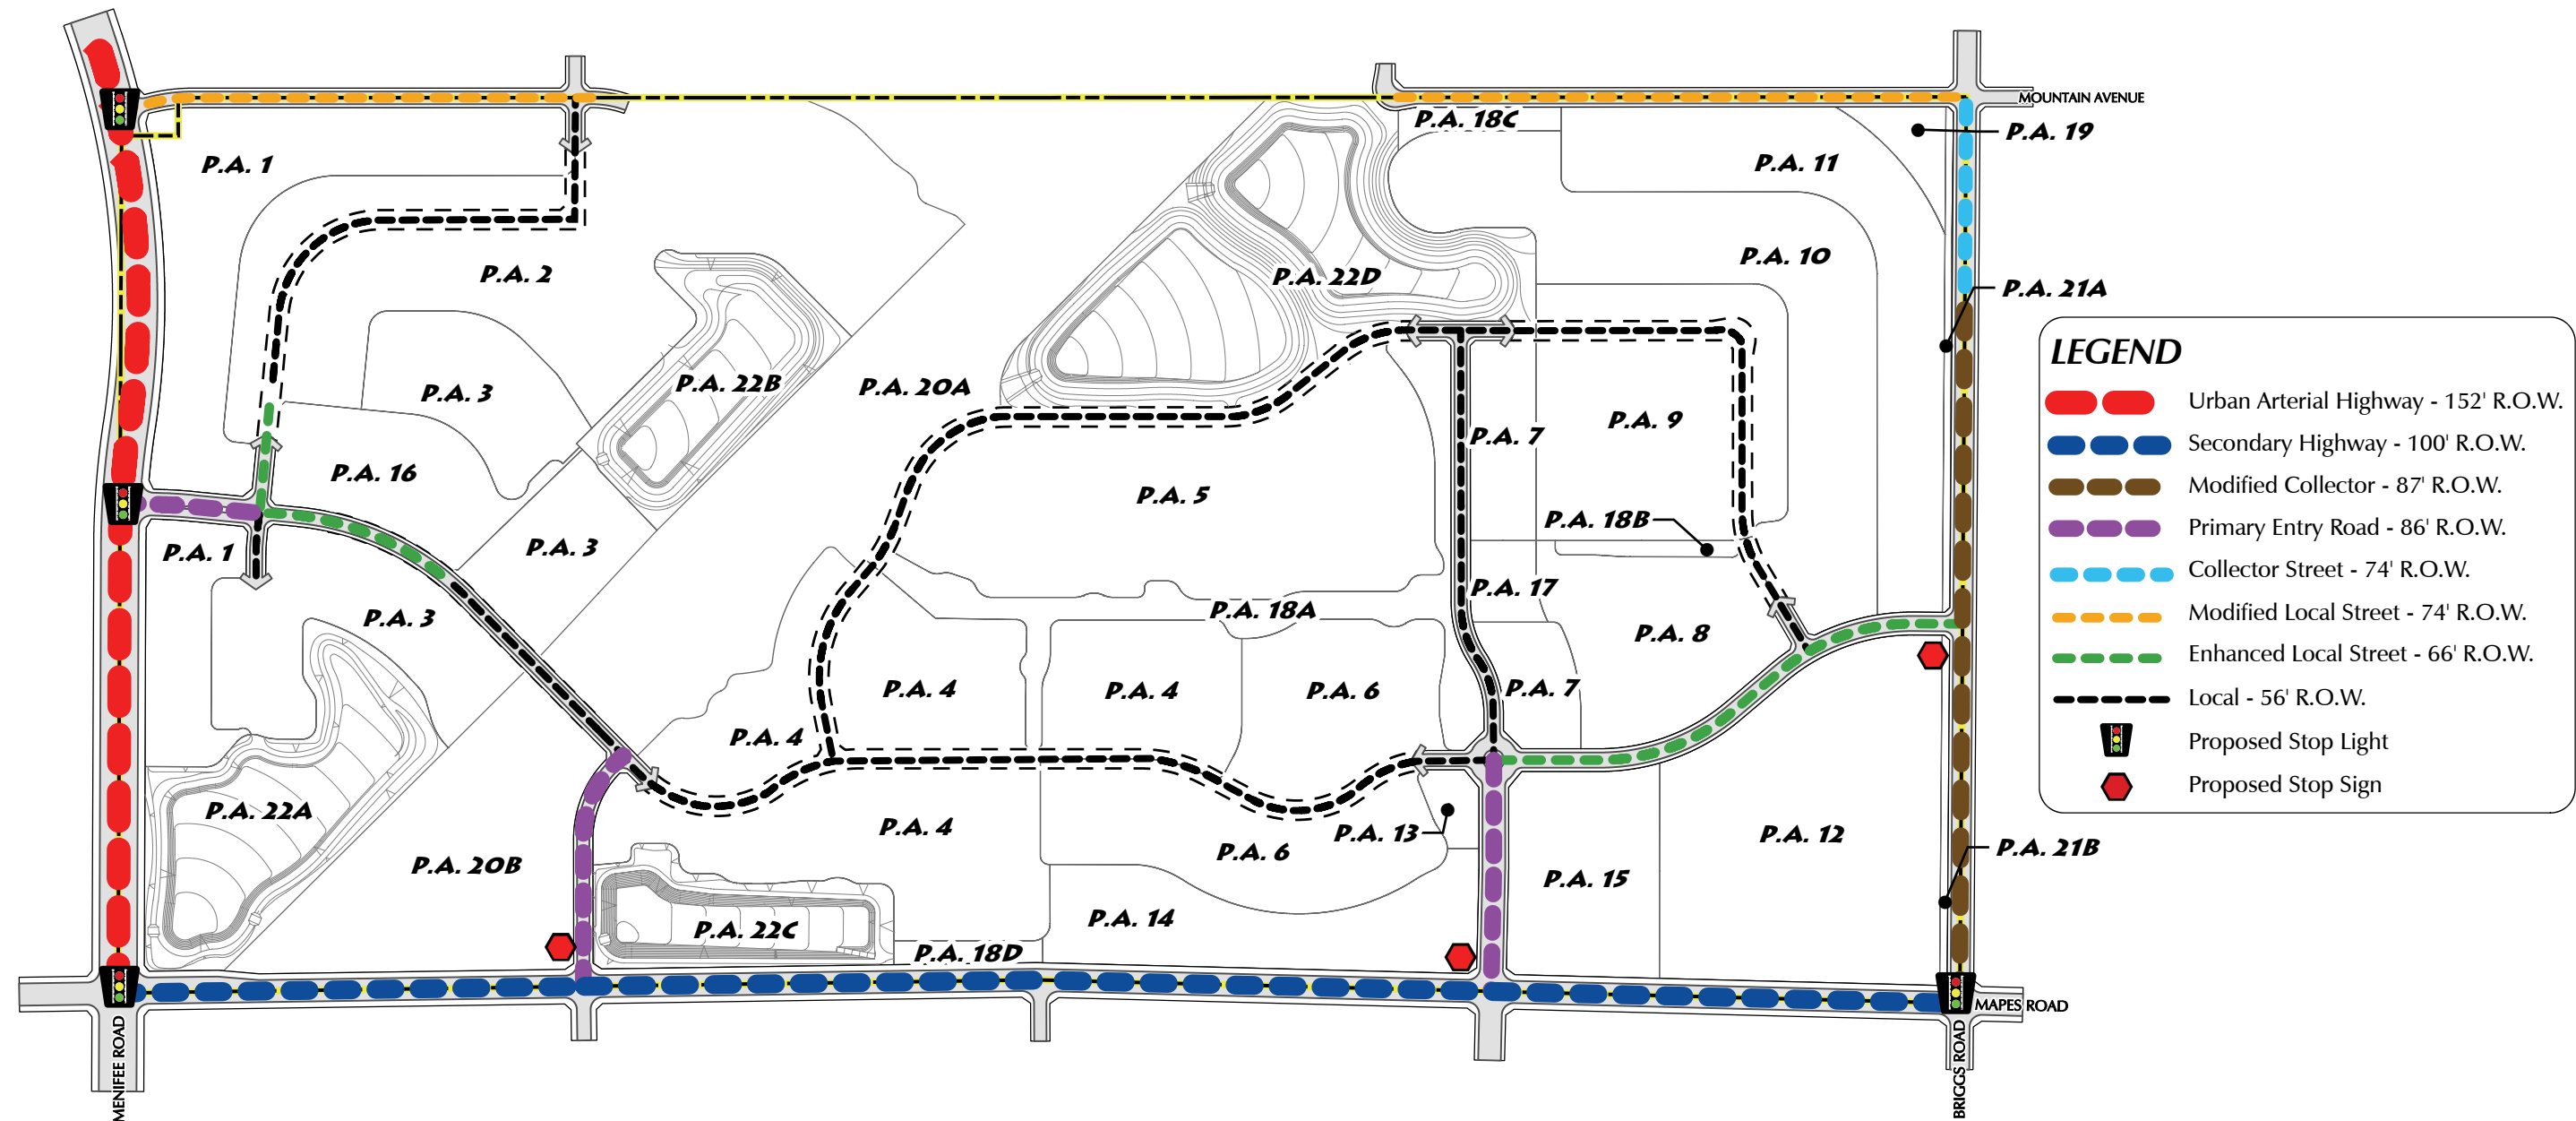 MOUNTAIN AVENUE
P.A. 18C
P.A. 19
P.A. 1
P.A. 11
P.A. 2
P.A. 22D
P.A. 10
P.A. 21A
P.A. 3
P.A. 22B
P.A. 20A
P.A. 7
P.A. 9
P.A. 16
P.A. 5
P.A. 18B
P.A. 1
P.A. 3
P.A. 3
P.A. 18A
P.A. 17
P.A. 8
P.A. 4
P.A. 4
P.A. 6
P.A. 7
P.A. 4
P.A. 22A
P.A. 4
P.A. 13
P.A. 12
P.A. 20B
P.A. 6
P.A. 21B
P.A. 15
P.A. 22C
P.A. 14
P.A. 18D
MAPES ROAD
MENIFEE ROAD
BRIGGS ROAD
LEGEND
Urban Arterial Highway - 152' R.O.W.
Secondary Highway - 100' R.O.W.
Modified Collector - 87' R.O.W.
Primary Entry Road - 86' R.O.W.
Collector Street - 74' R.O.W.
Modified Local Street - 74' R.O.W.
Enhanced Local Street - 66' R.O.W.
Local - 56' R.O.W.
Proposed Stop Light
Proposed Stop Sign